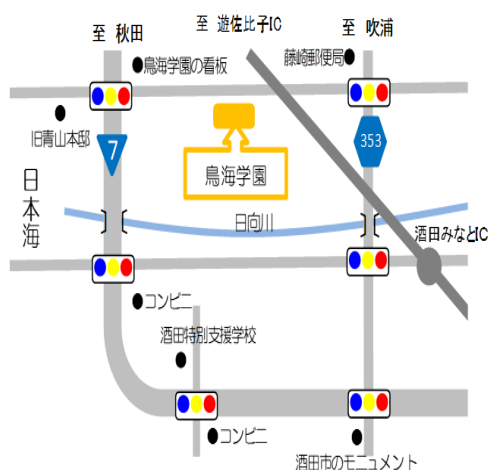 至 秋田
至 遊佐比子IC
至 吹浦
鳥海学園の看板
藤崎郵便局
旧青山本邸
7
353
鳥海学園
日本海
日向川
酒田みなとIC
コンビニ
酒田特別支援学校
コンビニ
酒田市のモニュメント